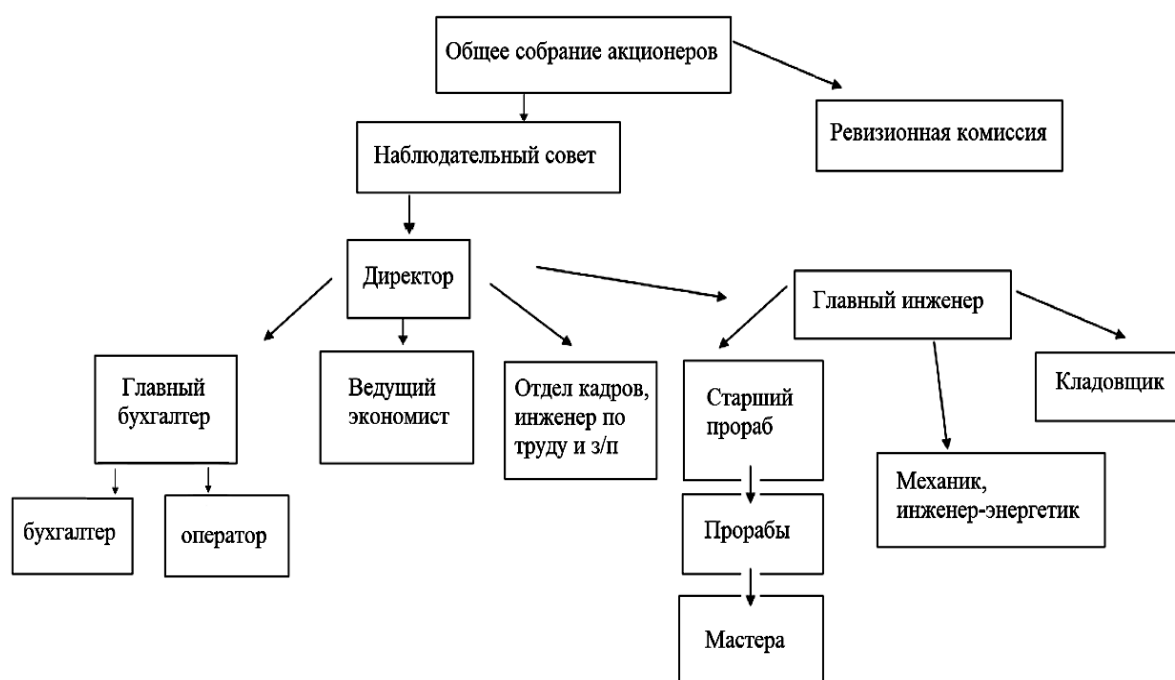 Общее собрание акционеров
Ревизионная комиссия
Наблюдательный совет
Директор
Главный инженер
Главный
бухгалтер
Ведущий
экономист
Отдел кадров,
инженер по
труду и з/п
Старший
прораб
Кладовщик
Механик,
инженер-энергетик
бухгалтер
оператор
Прорабы
Мастера